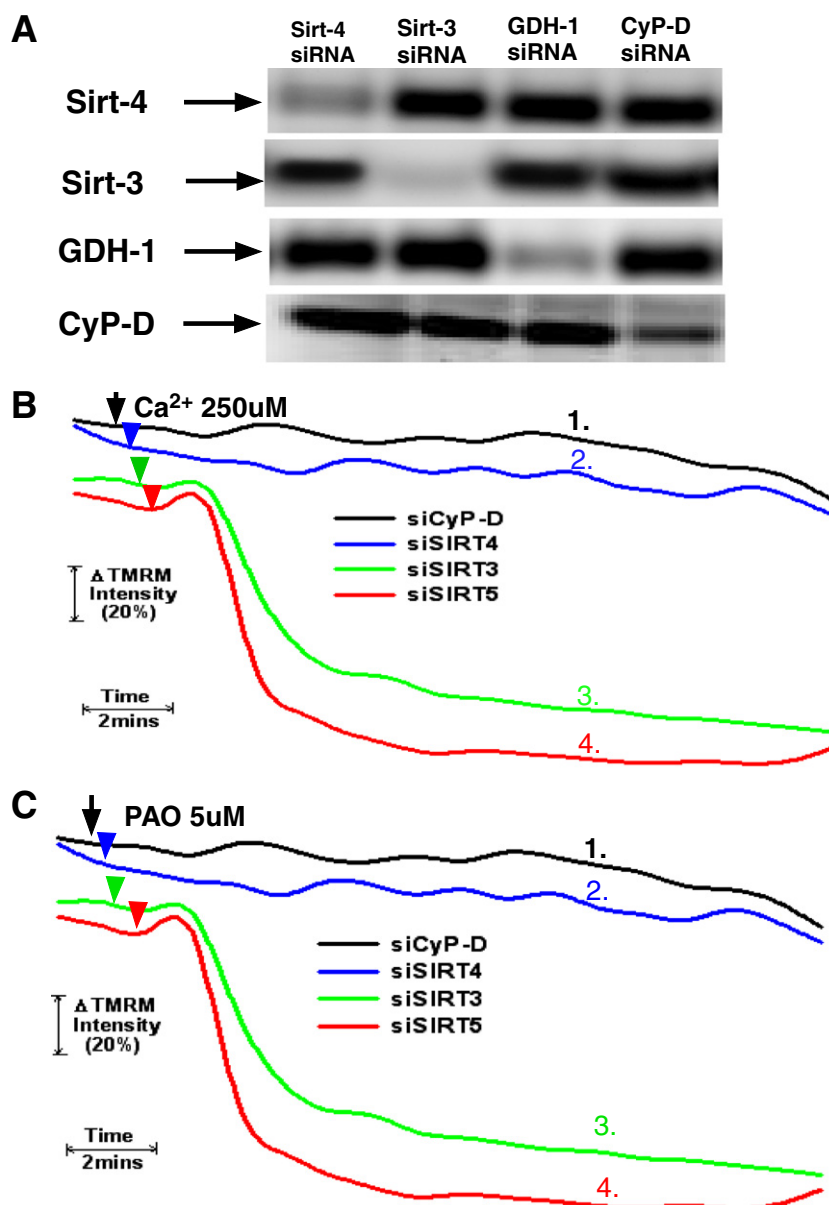 A
Sirt-4 siRNA
Sirt-3 siRNA
GDH-1 siRNA
CyP-D siRNA
Sirt-4
Sirt-3
GDH-1
CyP-D
B
Ca²⁺ 250uM
1.
2.
siCyP-D
siSIRT4
siSIRT3
siSIRT5
Δ TMRM
Intensity
(20%)
Time
2mins
3.
4.
C
PAO 5uM
1.
2.
siCyP-D
siSIRT4
siSIRT3
siSIRT5
Δ TMRM
Intensity
(20%)
Time
2mins
3.
4.